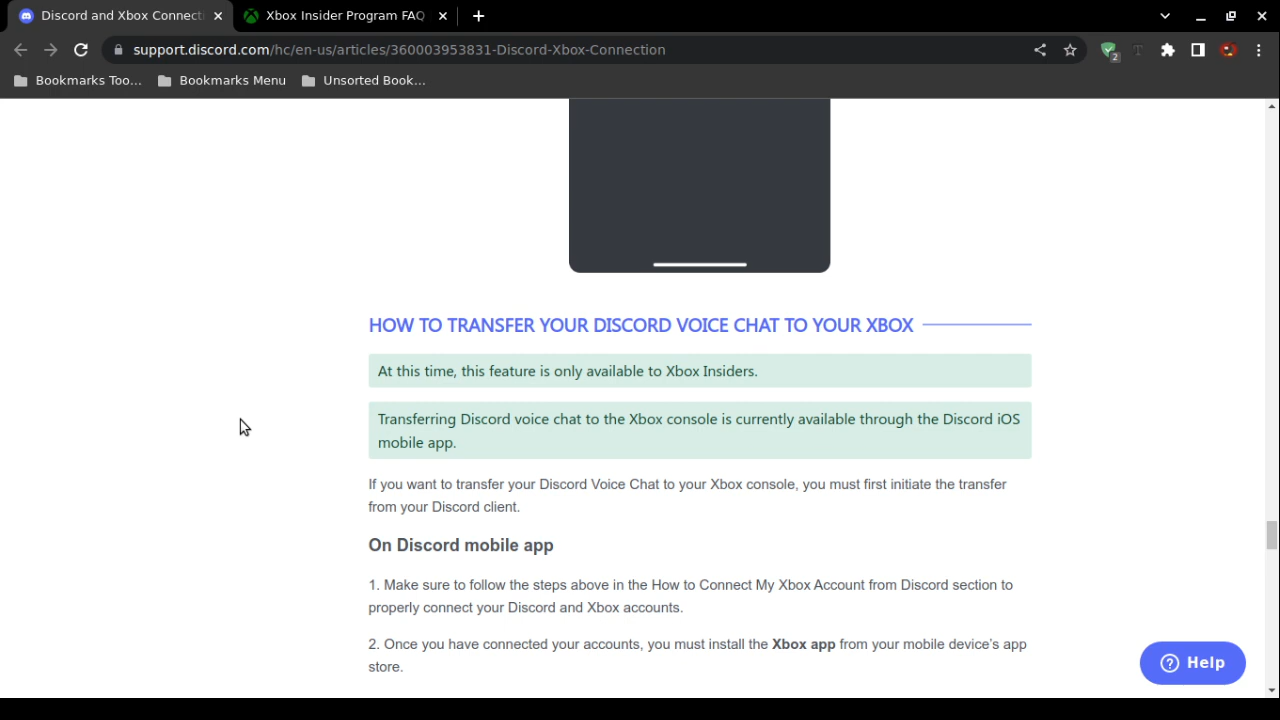 Discord and Xbox Connecti
Xbox Insider Program FAQ
support.discord.com/hc/en-us/articles/360003953831-Discord-Xbox-Connection
2
Bookmarks Too...
Bookmarks Menu
Unsorted Book...
HOW TO TRANSFER YOUR DISCORD VOICE CHAT TO YOUR XBOX
At this time, this feature is only available to Xbox Insiders.
Transferring Discord voice chat to the Xbox console is currently available through the Discord iOS
mobile app.
If you want to transfer your Discord Voice Chat to your Xbox console, you must first initiate the transfer
from your Discord client.
On Discord mobile app
1. Make sure to follow the steps above in the How to Connect My Xbox Account from Discord section to
properly connect your Discord and Xbox accounts.
2. Once you have connected your accounts, you must install the Xbox app from your mobile device's app
store.
Help